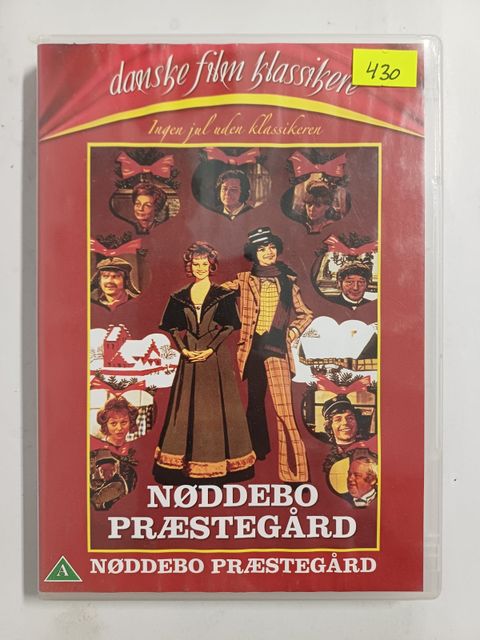 danske film klassikere
430
Ingen jul uden klassikeren
NØDDEBO
PRÆSTEGÅRD
A
NØDDEBO PRÆSTEGÅRD